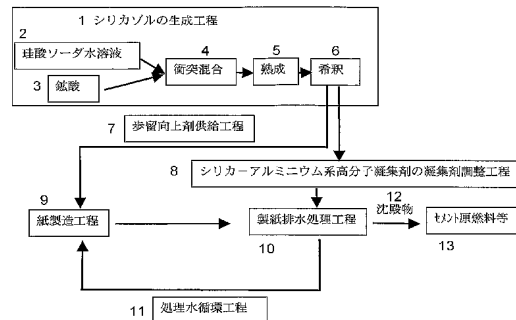 1 シリカゾルの生成工程
2
珪酸ソーダ水溶液
3 鉱酸
4
衝突混合
5
熟成
6
希釈
7 歩留向上剤供給工程
8 シリカーアルミニウム系高分子凝集剤の凝集剤調整工程
9
紙製造工程
製紙排水処理工程
10
12
沈殿物
セメント原燃料等
13
11 処理水循環工程